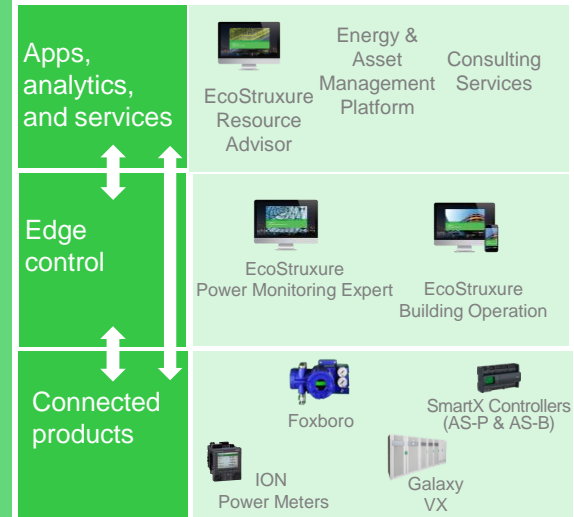 Apps,
analytics,
and services
EcoStruxure
Resource
Advisor
Energy &
Asset
Management
Platform
Consulting
Services
Edge
control
EcoStruxure
Power Monitoring Expert
EcoStruxure
Building Operation
Connected
products
Foxboro
SmartX Controllers
(AS-P & AS-B)
ION
Power Meters
Galaxy
VX